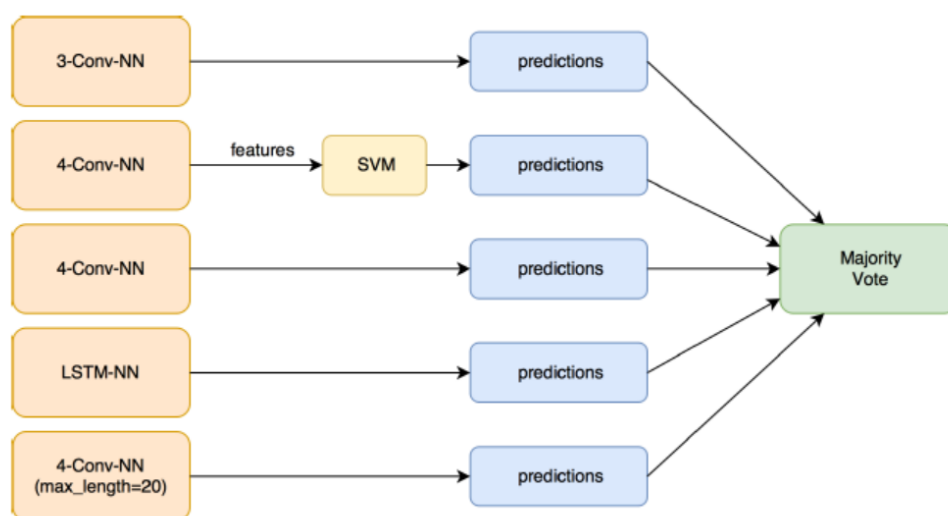 3-Conv-NN
predictions
4-Conv-NN
features
SVM
predictions
4-Conv-NN
predictions
Majority
Vote
LSTM-NN
predictions
4-Conv-NN
(max_length=20)
predictions